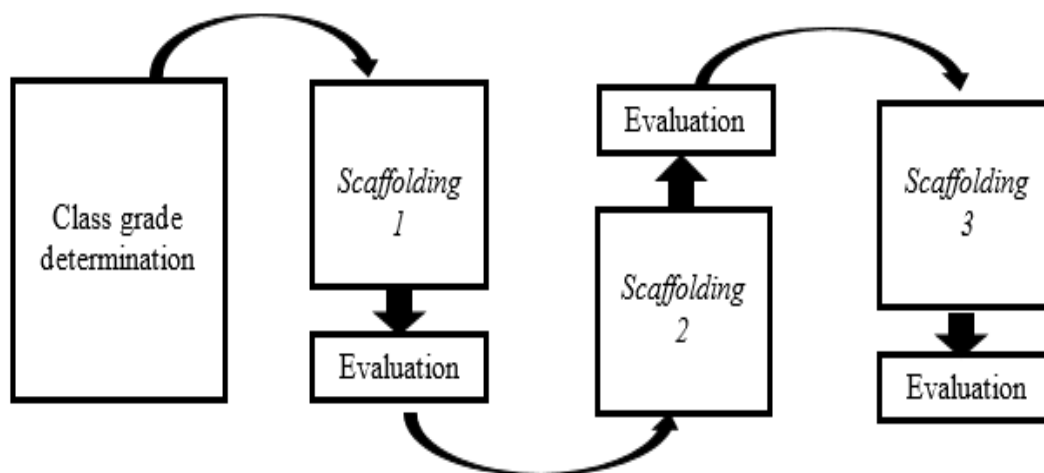 Class grade
determination
Scaffolding
1
Evaluation
Scaffolding
2
Evaluation
Scaffolding
3
Evaluation